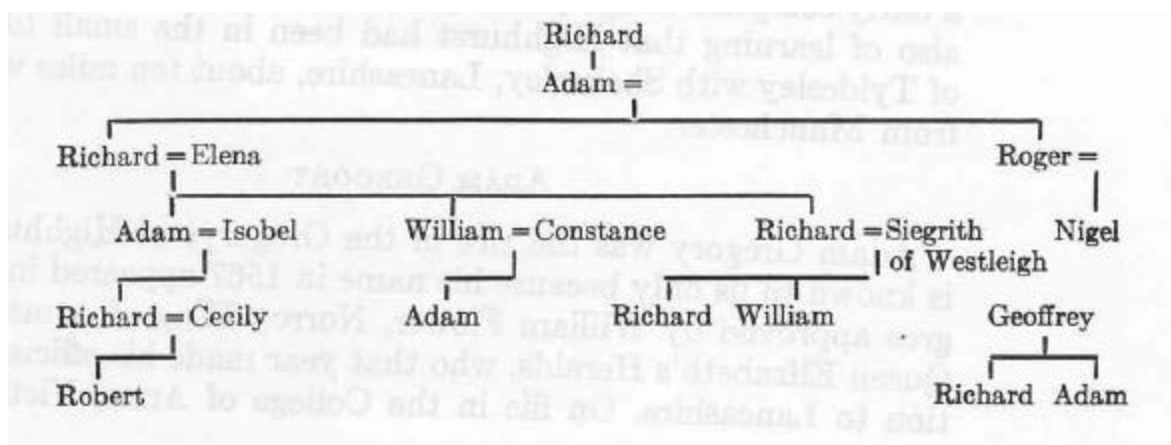 Richard
Adam =
Richard = Elena Roger =
Adam = Isobel William = Constance Richard = Siegrith Nigel
of Westleigh
Richard = Cecily Adam Richard William Geoffrey
Robert Richard Adam